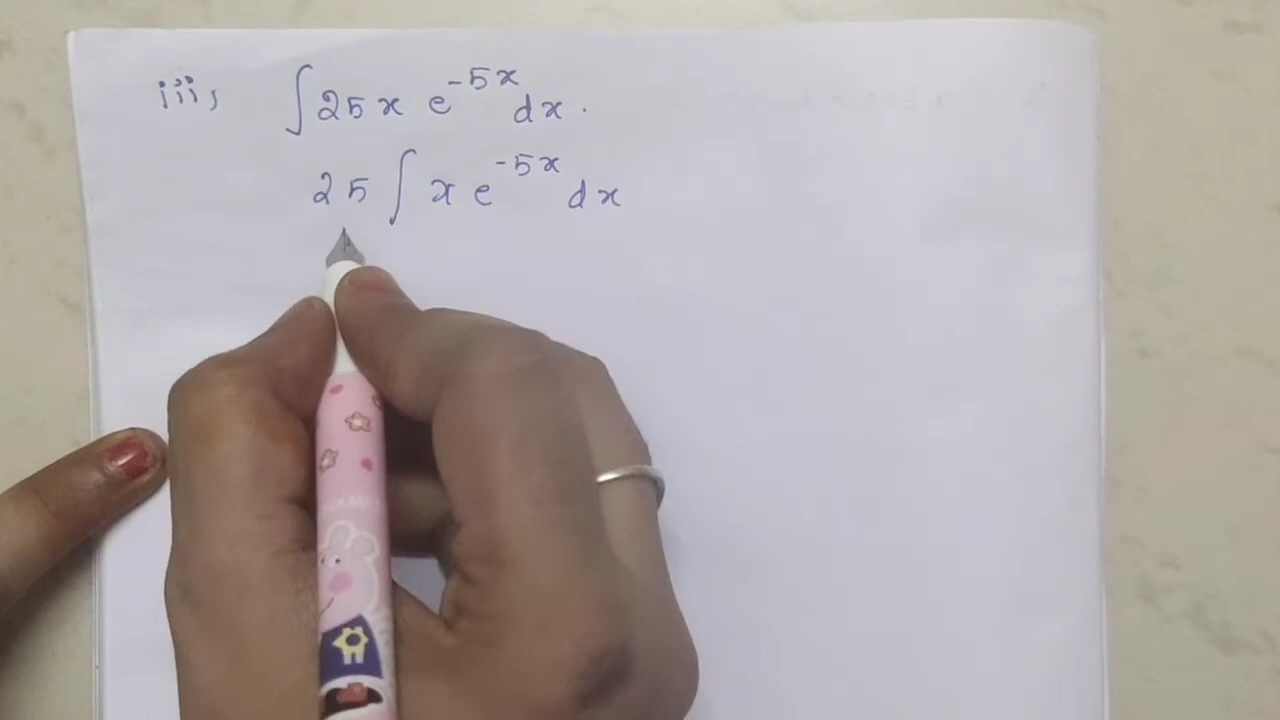 iii, ∫25x e^{-5x} dx.
25 ∫ x e^{-5x} dx